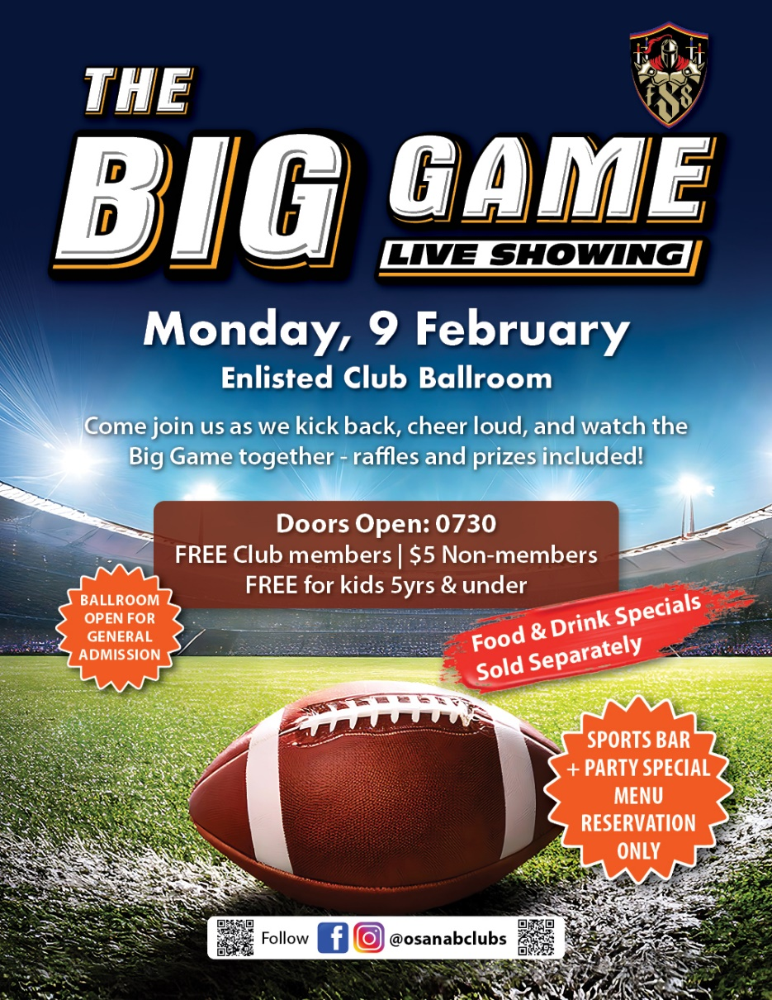 FSS
THE
BIG GAME
LIVE SHOWING
Monday, 9 February
Enlisted Club Ballroom
Come join us as we kick back, cheer loud, and watch the
Big Game together - raffles and prizes included!
Doors Open: 0730
FREE Club members | $5 Non-members
FREE for kids 5yrs & under
BALLROOM
OPEN FOR
GENERAL
ADMISSION
Food & Drink Specials
Sold Separately
SPORTS BAR
+ PARTY SPECIAL
MENU
RESERVATION
ONLY
Follow @osanabclubs